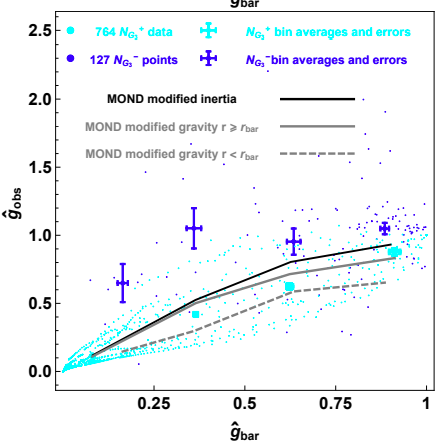 ĝbar
764 NG3+ data NG3+ bin averages and errors
127 NG3− points NG3− bin averages and errors
MOND modified inertia
MOND modified gravity r ⩾ rbar
MOND modified gravity r < rbar
2.5
2.0
1.5
1.0
0.5
0.0
ĝobs
0.25 0.5 0.75 1
ĝbar